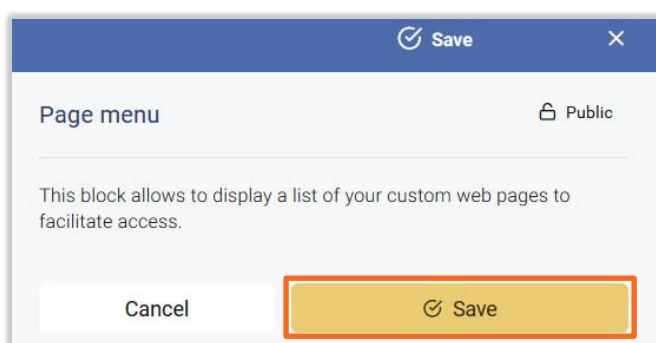 Save
Page menu
Public
This block allows to display a list of your custom web pages to
facilitate access.
Cancel
Save